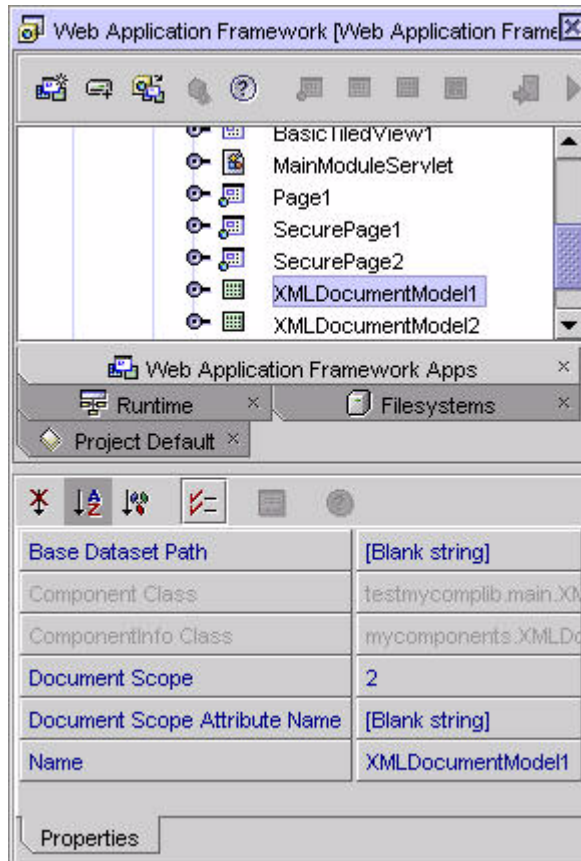 Web Application Framework [Web Application Frame
BasicTiledView1
MainModuleServlet
Page1
SecurePage1
SecurePage2
XMLDocumentModel1
XMLDocumentModel2
Web Application Framework Apps
Runtime Filesystems
Project Default
Base Dataset Path [Blank string]
Component Class testmycomplib.main.XM
ComponentInfo Class mycomponents.XMLDo
Document Scope 2
Document Scope Attribute Name [Blank string]
Name XMLDocumentModel1
Properties